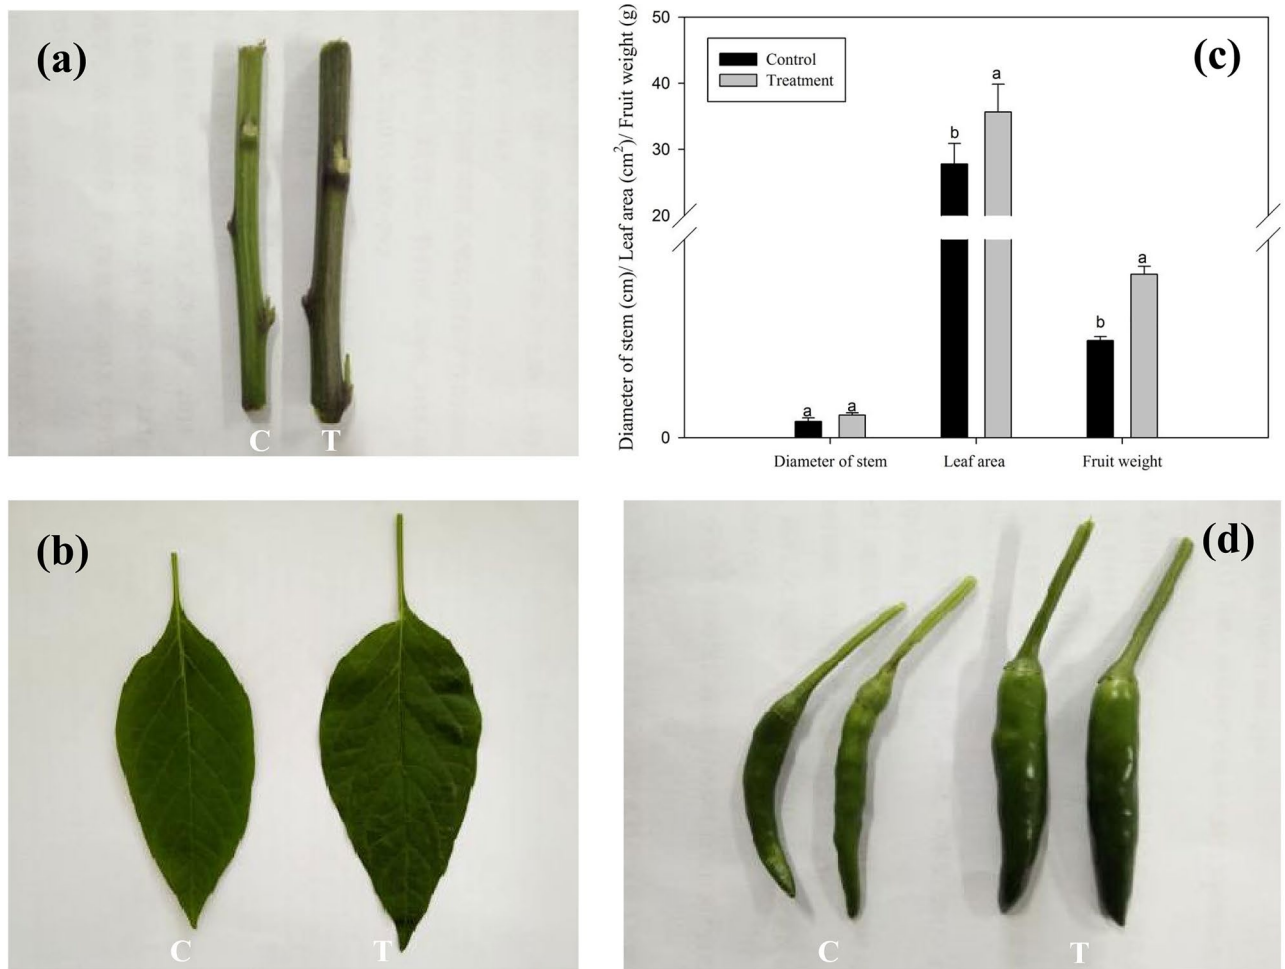 (a)
C T
(c)
Control
Treatment
Diameter of stem (cm)/ Leaf area (cm²)/ Fruit weight (g)
50
40
30
20
0
a a
b a
b a
Diameter of stem Leaf area Fruit weight
(b)
C T
(d)
C T